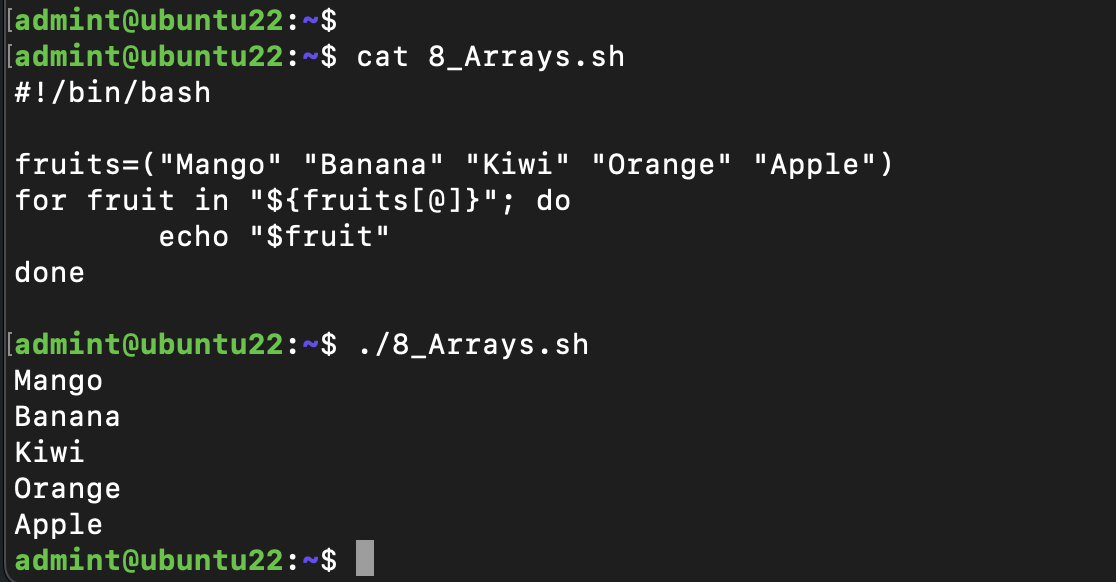 [admint@ubuntu22:~$
[admint@ubuntu22:~$ cat 8_Arrays.sh
#!/bin/bash

fruits=("Mango" "Banana" "Kiwi" "Orange" "Apple")
for fruit in "${fruits[@]}"; do
        echo "$fruit"
done

[admint@ubuntu22:~$ ./8_Arrays.sh
Mango
Banana
Kiwi
Orange
Apple
admint@ubuntu22:~$